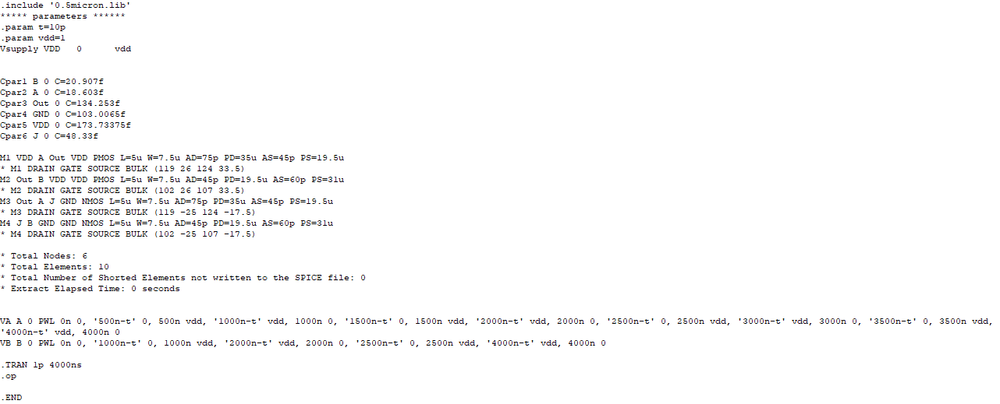 .include '0.5micron.lib'
***** parameters ******
.param t=10p
.param vdd=1
Vsupply VDD 0 vdd
Cpar1 B 0 C=20.907f
Cpar2 A 0 C=18.603f
Cpar3 Out 0 C=134.253f
Cpar4 GND 0 C=103.0065f
Cpar5 VDD 0 C=173.73375f
Cpar6 J 0 C=48.33f
M1 VDD A Out VDD PMOS L=5u W=7.5u AD=75p PD=35u AS=45p PS=19.5u
* M1 DRAIN GATE SOURCE BULK (119 26 124 33.5)
M2 Out B VDD VDD PMOS L=5u W=7.5u AD=45p PD=19.5u AS=60p PS=31u
* M2 DRAIN GATE SOURCE BULK (102 26 107 33.5)
M3 Out A J GND NMOS L=5u W=7.5u AD=75p PD=35u AS=45p PS=19.5u
* M3 DRAIN GATE SOURCE BULK (119 -25 124 -17.5)
M4 J B GND GND NMOS L=5u W=7.5u AD=45p PD=19.5u AS=60p PS=31u
* M4 DRAIN GATE SOURCE BULK (102 -25 107 -17.5)
* Total Nodes: 6
* Total Elements: 10
* Total Number of Shorted Elements not written to the SPICE file: 0
* Extract Elapsed Time: 0 seconds
VA A 0 PWL 0n 0, '500n-t' 0, 500n vdd, '1000n-t' vdd, 1000n 0, '1500n-t' 0, 1500n vdd, '2000n-t' vdd, 2000n 0, '2500n-t' 0, 2500n vdd, '3000n-t' vdd, 3000n 0, '3500n-t' 0, 3500n vdd,
'4000n-t' vdd, 4000n 0
VB B 0 PWL 0n 0, '1000n-t' 0, 1000n vdd, '2000n-t' vdd, 2000n 0, '2500n-t' 0, 2500n vdd, '4000n-t' vdd, 4000n 0
.TRAN 1p 4000ns
.op
.END